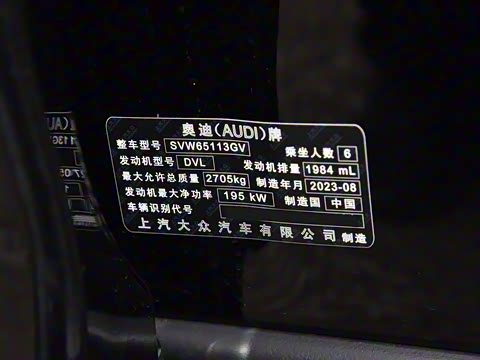 奥迪(AUDI)牌
整车型号 SVW65113GV 乘坐人数 6
发动机型号 DVL 发动机排量 1984 mL
最大允许总质量 2705kg 制造年月 2023-08
发动机最大净功率 195 kW 制造国 中国
车辆识别代号
上汽大众汽车有限公司 制造